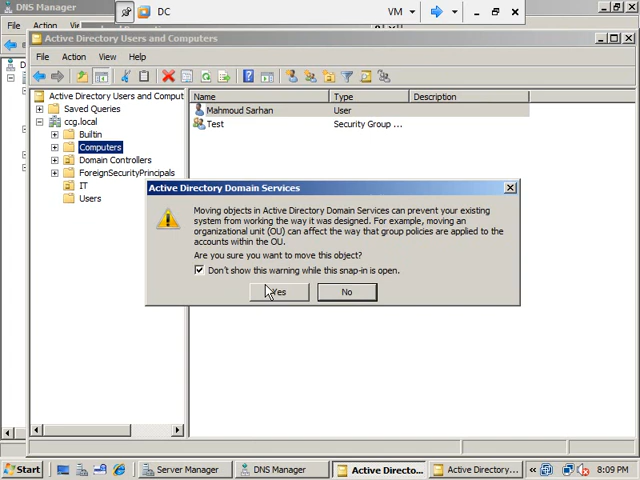 DNS Manager
DC
VM
File
Action
Active Directory Users and Computers
File
Action
View
Help
Active Directory Users and Comput
Saved Queries
ccg.local
Builtin
Computers
Domain Controllers
ForeignSecurityPrincipals
IT
Users
Name Type Description
Mahmoud Sarhan User
Test Security Group ...
Active Directory Domain Services
Moving objects in Active Directory Domain Services can prevent your existing
system from working the way it was designed. For example, moving an
organizational unit (OU) can affect the way that group policies are applied to the
accounts within the OU.
Are you sure you want to move this object?
Don't show this warning while this snap-in is open.
Yes No
Start Server Manager DNS Manager Active Directo... Active Directory... 8:09 PM